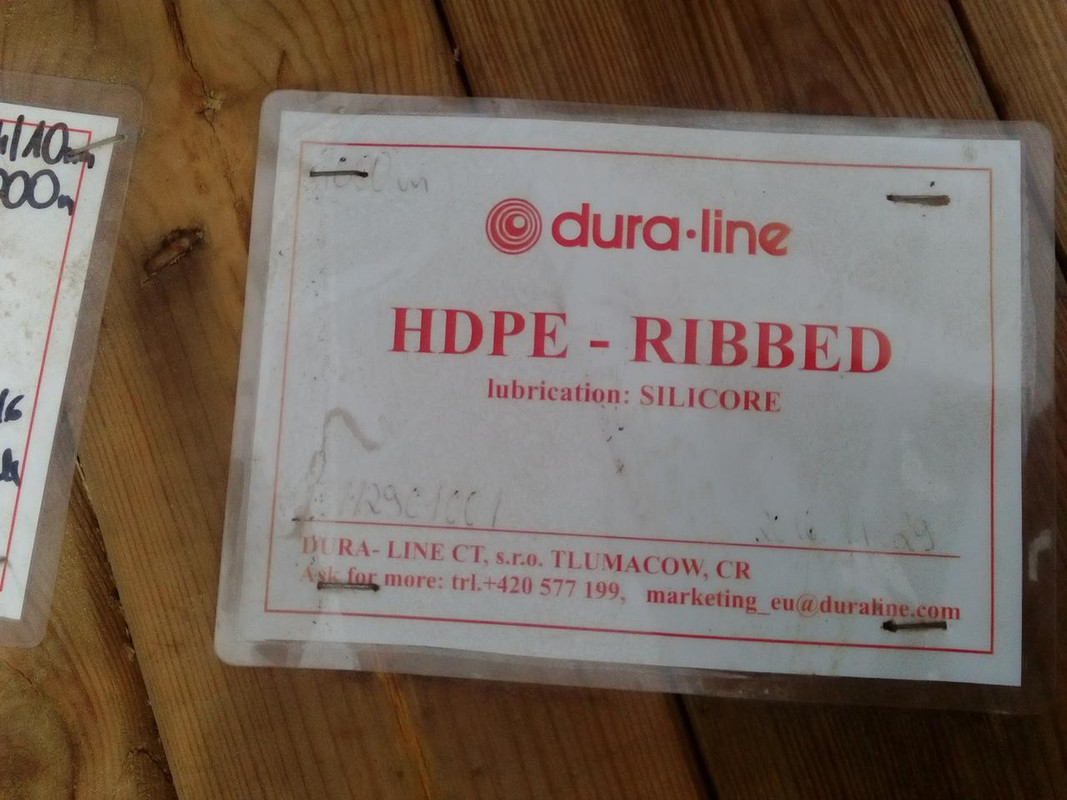 dura·line
HDPE - RIBBED
lubrication: SILICORE
DURA- LINE CT, s.r.o. TLUMACOW, CR
Ask for more: trl.+420 577 199, marketing_eu@duraline.com